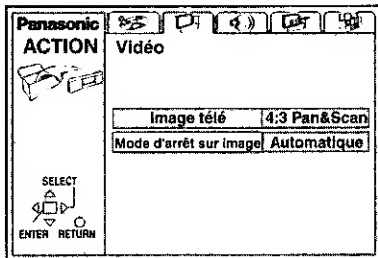 Panasonic
ACTION
Vidéo
Image télé 4:3 Pan&Scan
Mode d'arrêt sur image Automatique
SELECT
ENTER RETURN